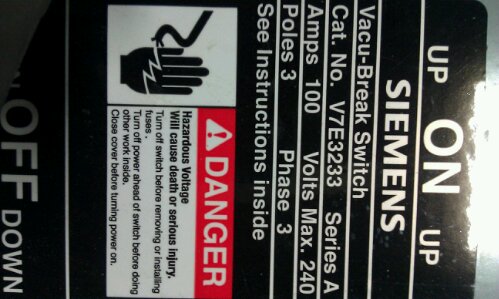 UP ON UP
SIEMENS
Vacu-Break Switch
Cat. No. V7E3233 Series A
Amps 100 Volts Max. 240
Poles 3 Phase 3
See Instructions inside
DANGER
Hazardous Voltage
Will cause death or serious injury.
Turn off switch before removing or installing
fuses.
Turn off power ahead of switch before doing
other work inside.
Close cover before turning power on.
OFF DOWN